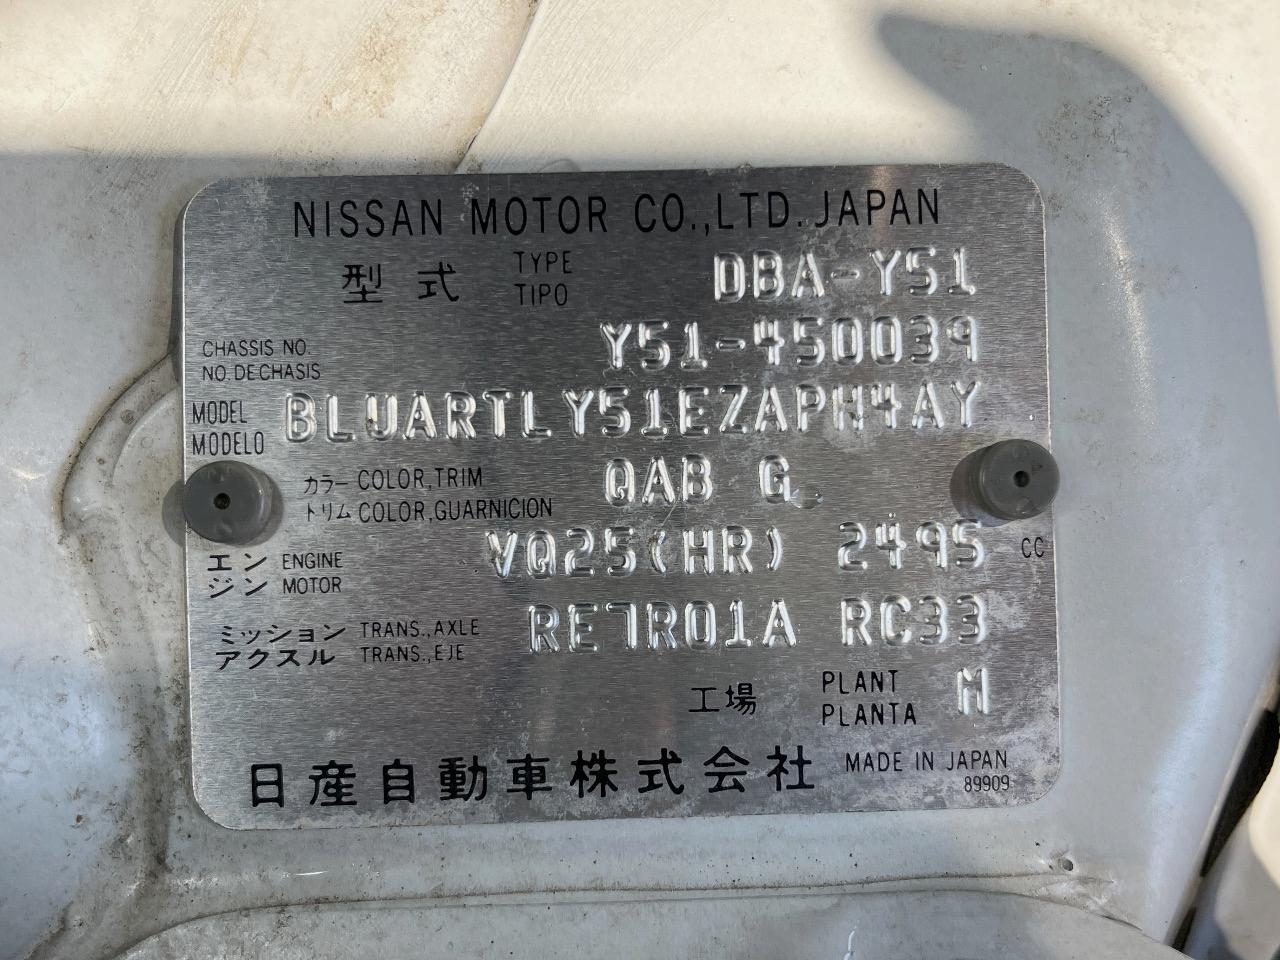 NISSAN MOTOR CO.,LTD. JAPAN
型式 TYPE DBA-Y51
TIPO
CHASSIS NO. Y51-450039
NO. DE CHASIS
MODEL BLUARTLY51EZAPH4AY
MODELO
カラー COLOR,TRIM QAB G
トリム COLOR,GUARNICION
エン ENGINE VQ25(HR) 2495 CC
ジン MOTOR
ミッション TRANS.,AXLE RE7R01A RC33
アクスル TRANS.,EJE
工場 PLANT M
PLANTA
日産自動車株式会社 MADE IN JAPAN
89909